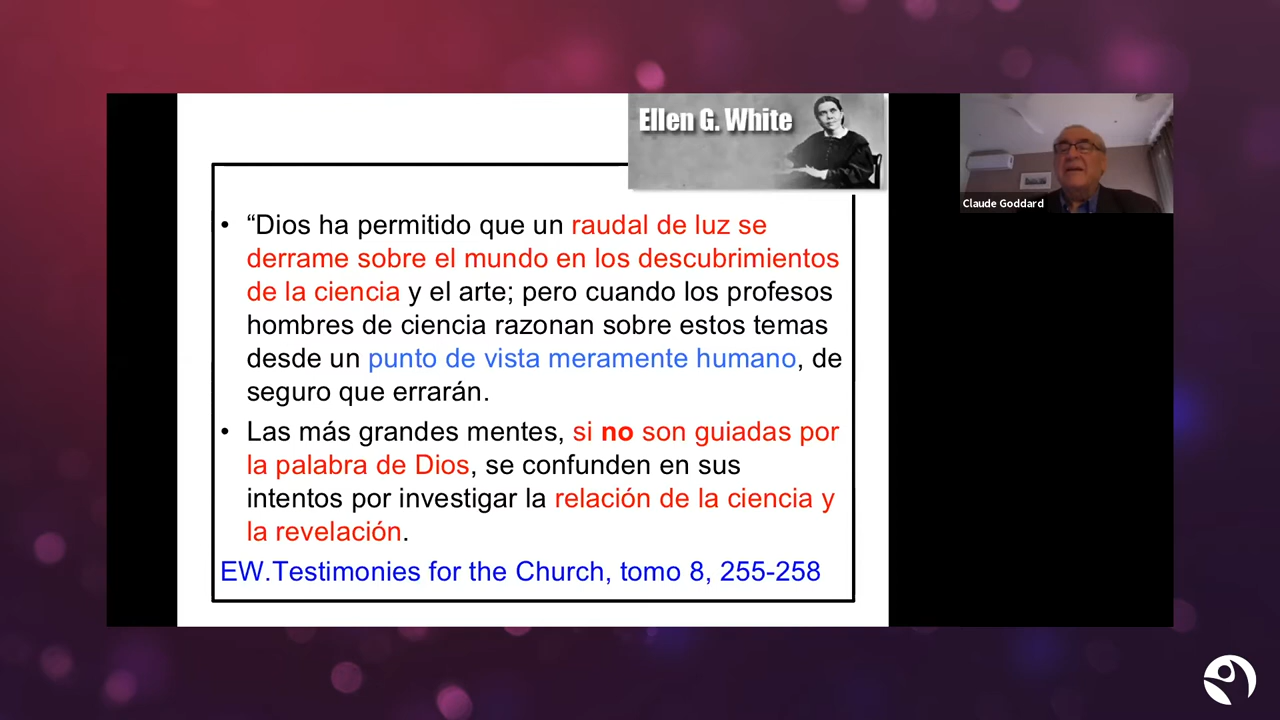 Ellen G. White
Claude Goddard
• “Dios ha permitido que un raudal de luz se
derrame sobre el mundo en los descubrimientos
de la ciencia y el arte; pero cuando los profesos
hombres de ciencia razonan sobre estos temas
desde un punto de vista meramente humano, de
seguro que errarán.
• Las más grandes mentes, si no son guiadas por
la palabra de Dios, se confunden en sus
intentos por investigar la relación de la ciencia y
la revelación.
EW.Testimonies for the Church, tomo 8, 255-258